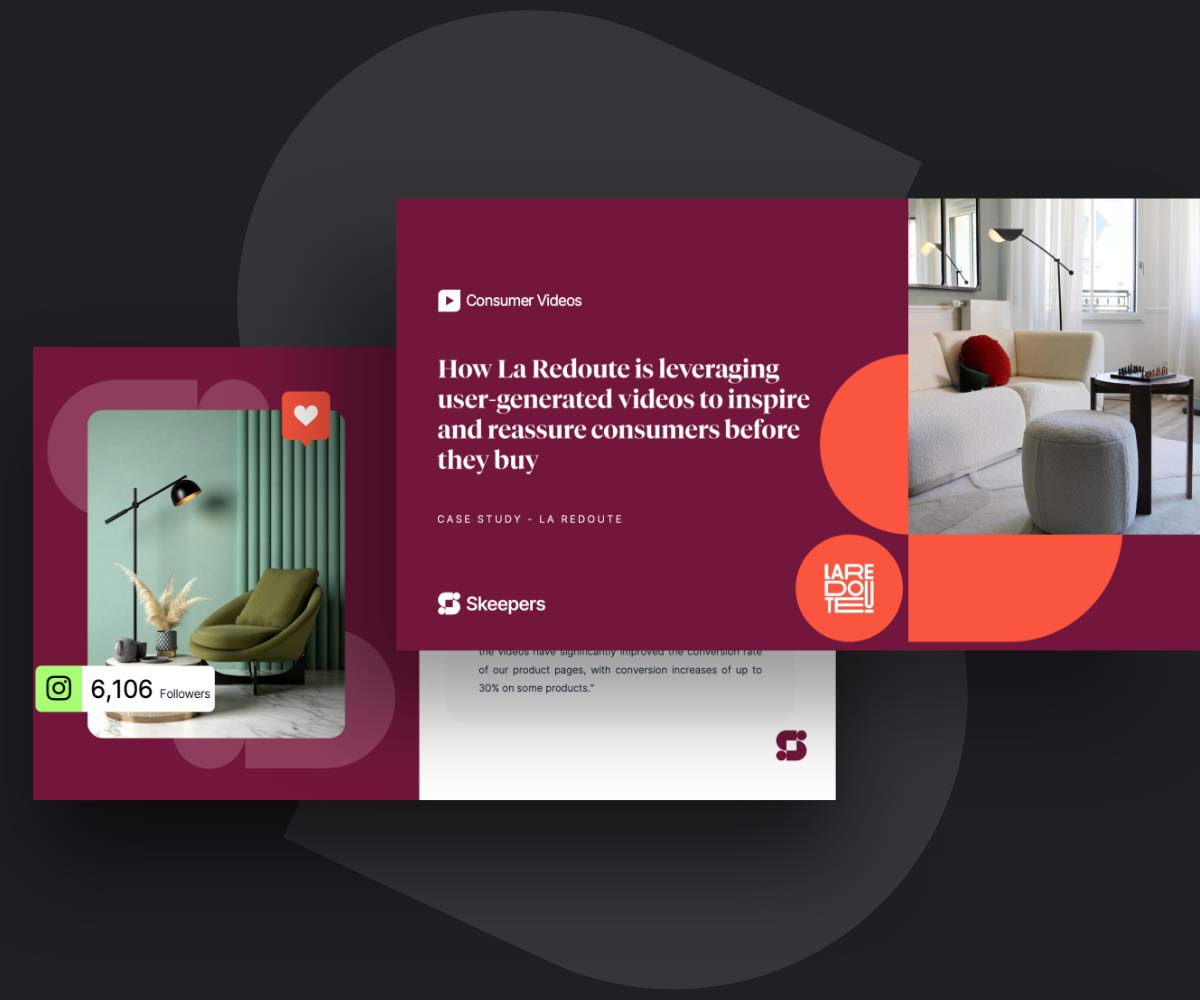 Consumer Videos
How La Redoute is leveraging
user-generated videos to inspire
and reassure consumers before
they buy
CASE STUDY - LA REDOUTE
Skeepers
LA RE
DOU
TE
6,106 Followers
the videos have significantly improved the conversion rate
of our product pages, with conversion increases of up to
30% on some products."